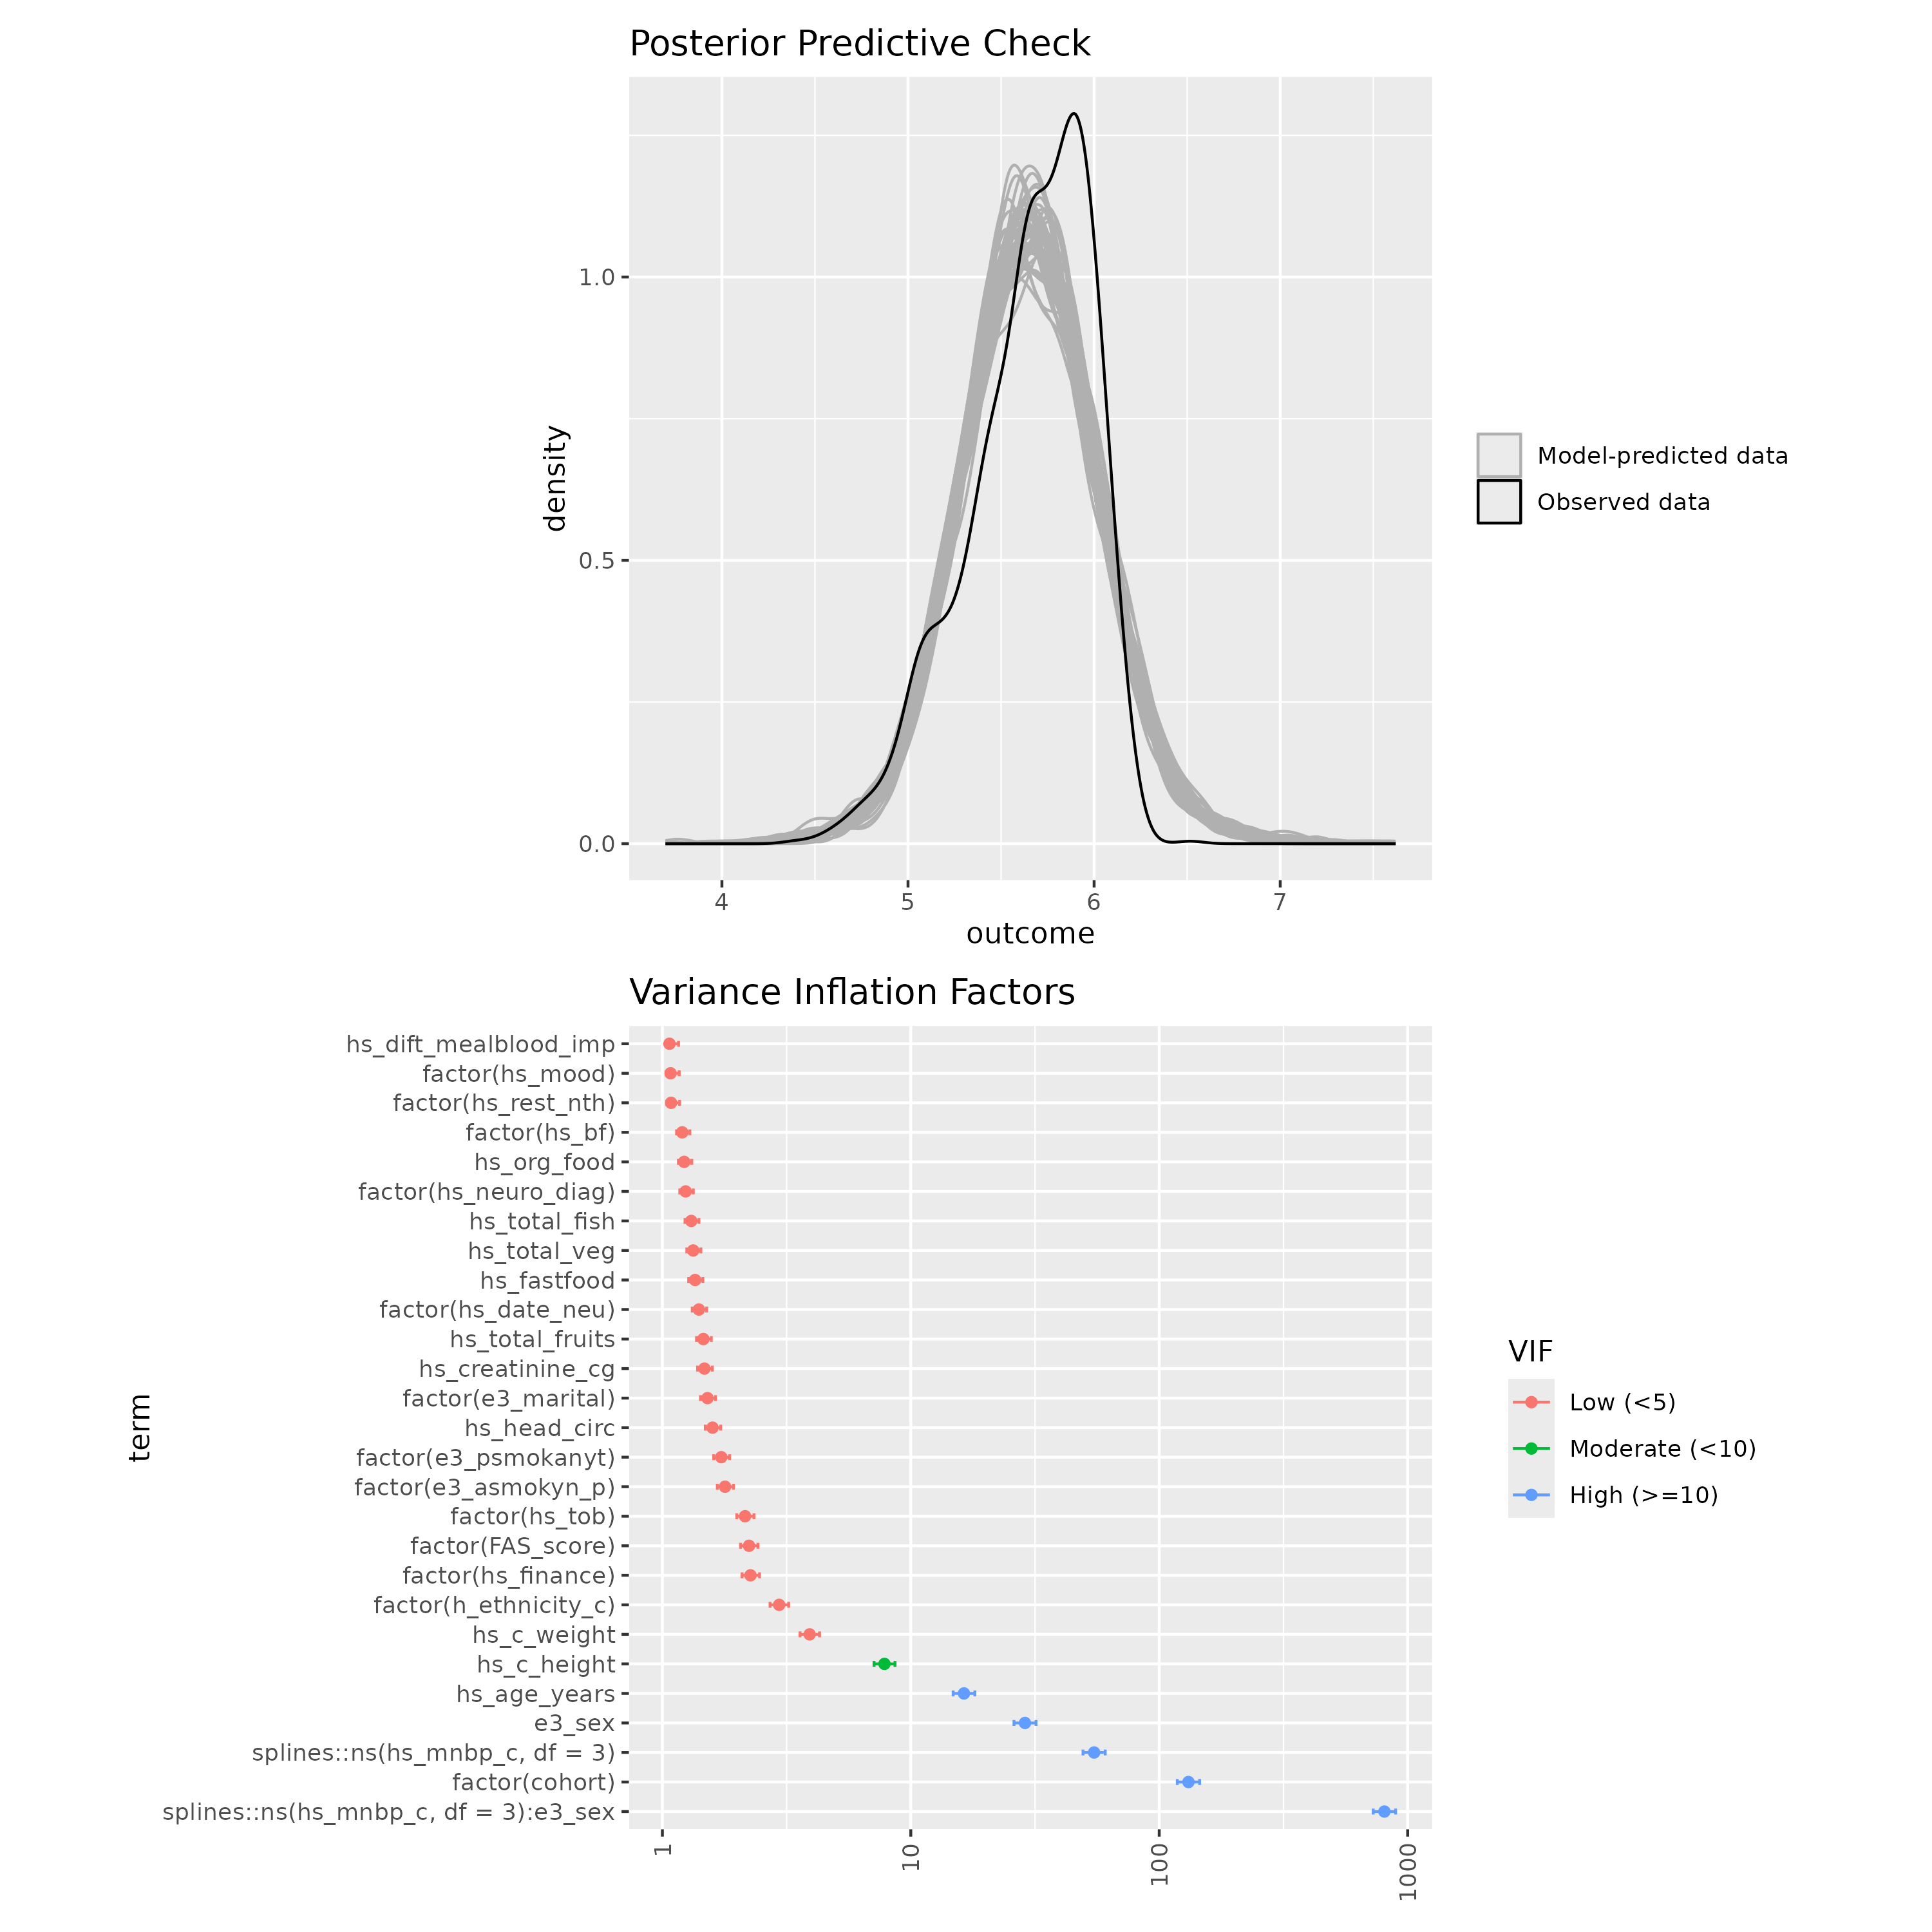 Posterior Predictive Check
density
1.0
0.5
0.0
4 5 6 7
outcome
Model-predicted data
Observed data
Variance Inflation Factors
term
hs_dift_mealblood_imp
factor(hs_mood)
factor(hs_rest_nth)
factor(hs_bf)
hs_org_food
factor(hs_neuro_diag)
hs_total_fish
hs_total_veg
hs_fastfood
factor(hs_date_neu)
hs_total_fruits
hs_creatinine_cg
factor(e3_marital)
hs_head_circ
factor(e3_psmokanyt)
factor(e3_asmokyn_p)
factor(hs_tob)
factor(FAS_score)
factor(hs_finance)
factor(h_ethnicity_c)
hs_c_weight
hs_c_height
hs_age_years
e3_sex
splines::ns(hs_mnbp_c, df = 3)
factor(cohort)
splines::ns(hs_mnbp_c, df = 3):e3_sex
1 10 100 1000
VIF
Low (<5)
Moderate (<10)
High (>=10)